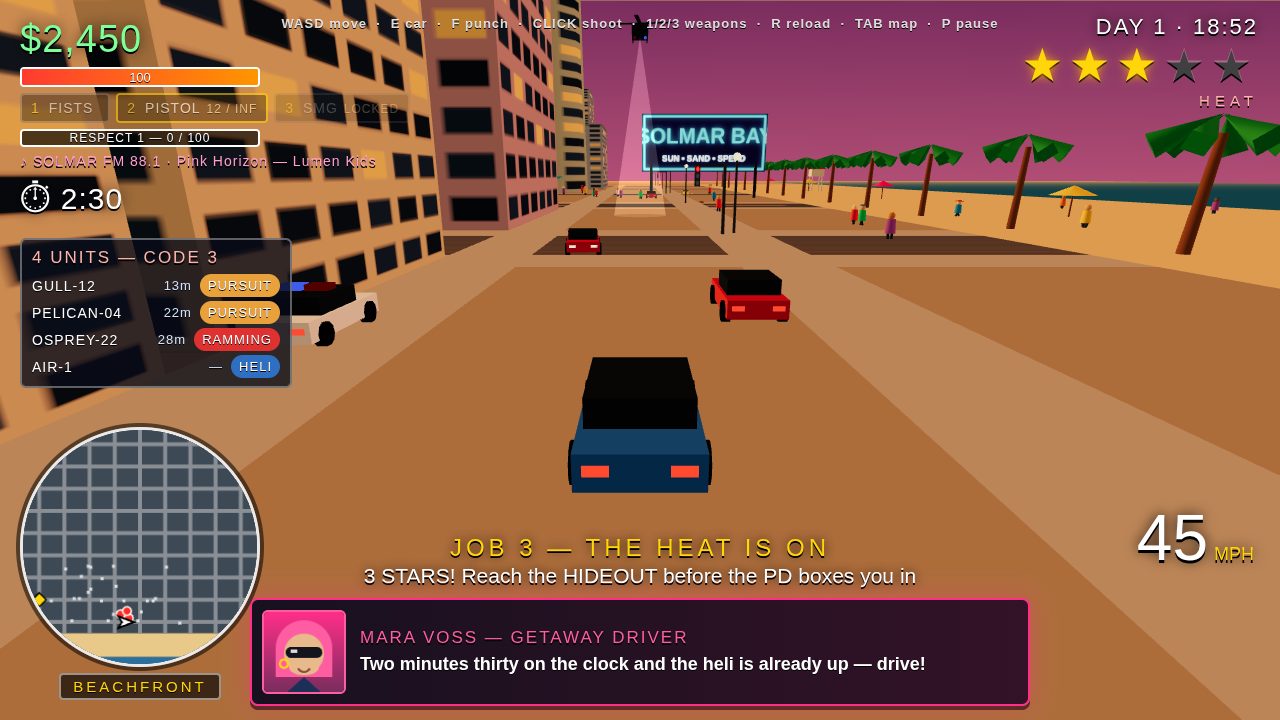 $2,450
WASD move · E car · F punch · CLICK shoot · 1/2/3 weapons · R reload · TAB map · P pause
DAY 1 · 18:52
100
HEAT
1 FISTS
2 PISTOL 12 / INF
3 SMG LOCKED
RESPECT 1 — 0 / 100
♪ SOLMAR FM 88.1 · Pink Horizon — Lumen Kids
2:30
SOLMAR BAY
SUN • SAND • SPEED
4 UNITS — CODE 3
GULL-12 13m PURSUIT
PELICAN-04 22m PURSUIT
OSPREY-22 28m RAMMING
AIR-1 — HELI
45 MPH
JOB 3 — THE HEAT IS ON
3 STARS! Reach the HIDEOUT before the PD boxes you in
MARA VOSS — GETAWAY DRIVER
Two minutes thirty on the clock and the heli is already up — drive!
BEACHFRONT